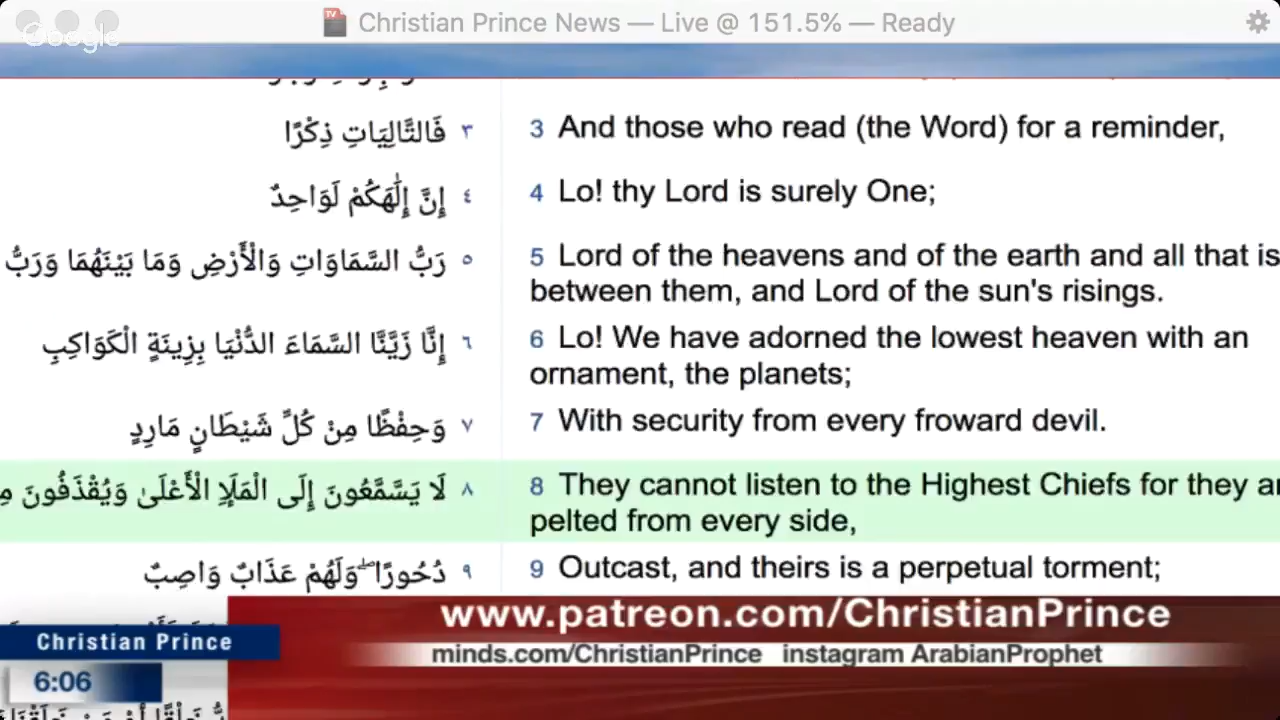 Google
Christian Prince News — Live @ 151.5% — Ready
فَالتَّالِيَاتِ ذِكْرًا ٣
3 And those who read (the Word) for a reminder,
إِنَّ إِلَٰهَكُمْ لَوَاحِدٌ ٤
4 Lo! thy Lord is surely One;
رَبُّ السَّمَاوَاتِ وَالْأَرْضِ وَمَا بَيْنَهُمَا وَرَبُّ ٥
5 Lord of the heavens and of the earth and all that is
between them, and Lord of the sun's risings.
إِنَّا زَيَّنَّا السَّمَاءَ الدُّنْيَا بِزِينَةٍ الْكَوَاكِبِ ٦
6 Lo! We have adorned the lowest heaven with an
ornament, the planets;
وَحِفْظًا مِنْ كُلِّ شَيْطَانٍ مَارِدٍ ٧
7 With security from every froward devil.
لَا يَسَّمَّعُونَ إِلَى الْمَلَإِ الْأَعْلَىٰ وَيُقْذَفُونَ ٨
8 They cannot listen to the Highest Chiefs for they
pelted from every side,
دُحُورًا ۖ وَلَهُمْ عَذَابٌ وَاصِبٌ ٩
9 Outcast, and theirs is a perpetual torment;
www.patreon.com/ChristianPrince
Christian Prince
minds.com/ChristianPrince instagram ArabianProphet
6:06